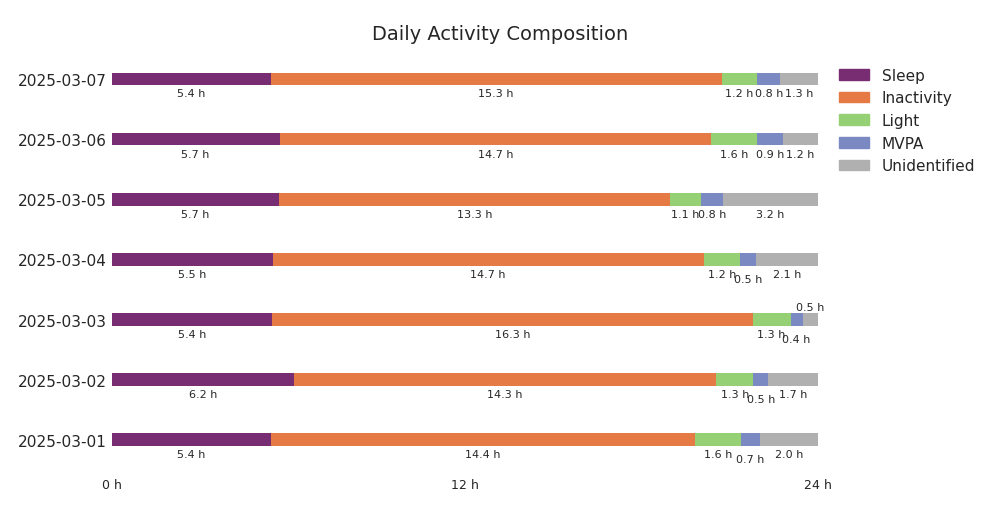 Daily Activity Composition
2025-03-07
5.4 h 15.3 h 1.2 h 0.8 h 1.3 h
2025-03-06
5.7 h 14.7 h 1.6 h 0.9 h 1.2 h
2025-03-05
5.7 h 13.3 h 1.1 h 0.8 h 3.2 h
2025-03-04
5.5 h 14.7 h 1.2 h 0.5 h 2.1 h
2025-03-03
5.4 h 16.3 h 1.3 h 0.4 h 0.5 h
2025-03-02
6.2 h 14.3 h 1.3 h 0.5 h 1.7 h
2025-03-01
5.4 h 14.4 h 1.6 h 0.7 h 2.0 h
0 h 12 h 24 h
Sleep
Inactivity
Light
MVPA
Unidentified